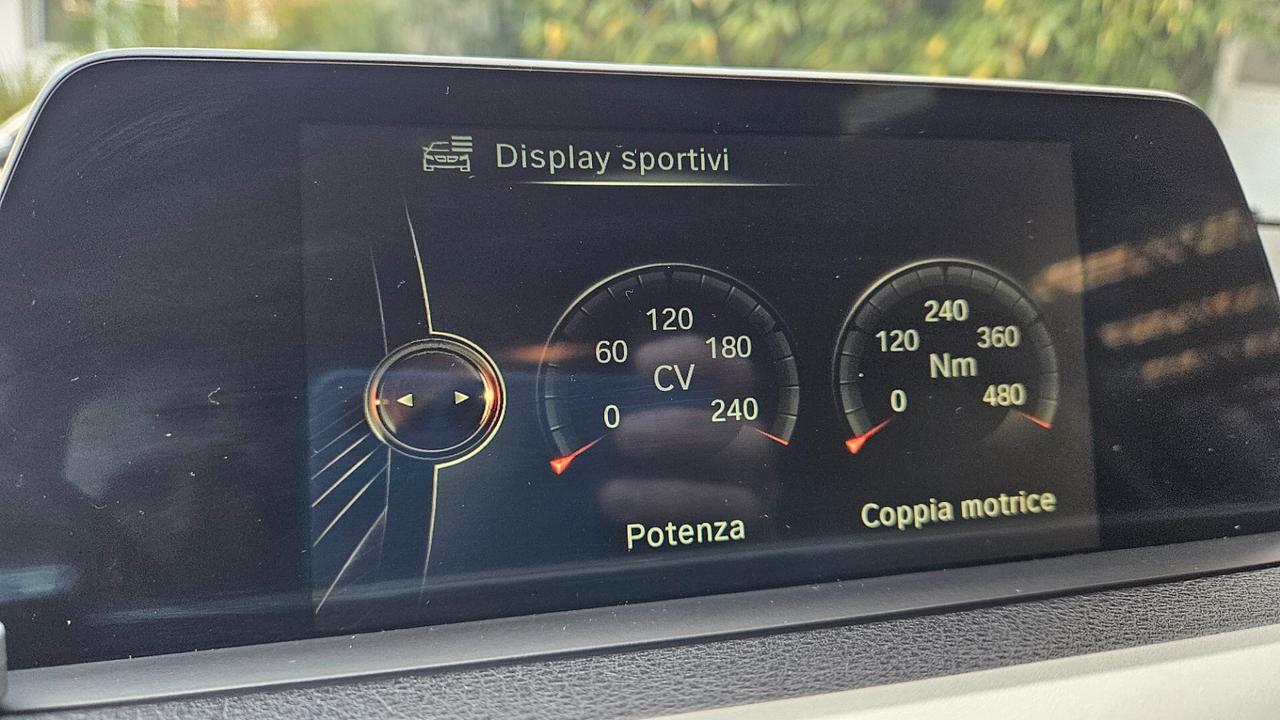 Display sportivi
0
60
120
180
240
CV
Potenza
0
120
240
360
480
Nm
Coppia motrice